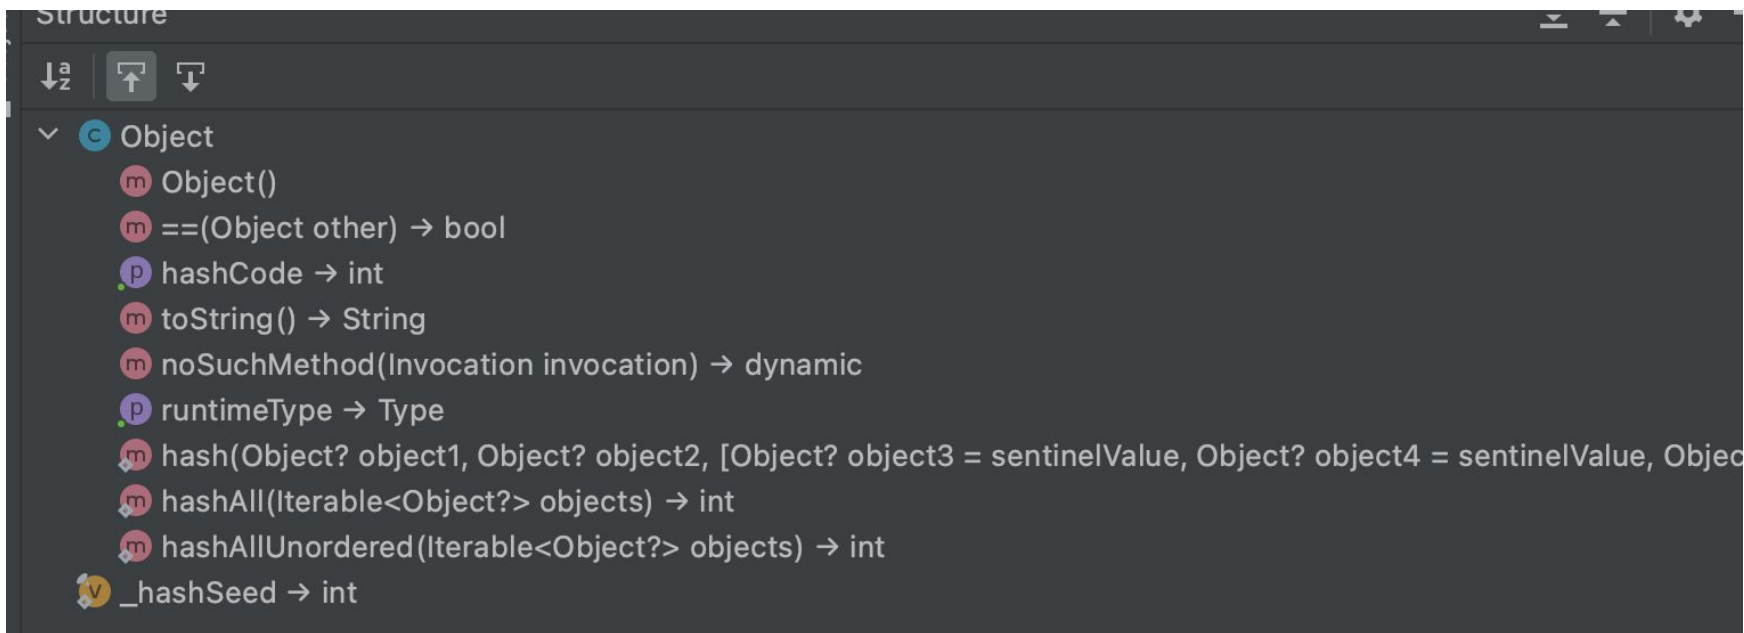 Structure
Object
Object()
==(Object other) → bool
hashCode → int
toString() → String
noSuchMethod(Invocation invocation) → dynamic
runtimeType → Type
hash(Object? object1, Object? object2, [Object? object3 = sentinelValue, Object? object4 = sentinelValue, Objec
hashAll(Iterable<Object?> objects) → int
hashAllUnordered(Iterable<Object?> objects) → int
_hashSeed → int